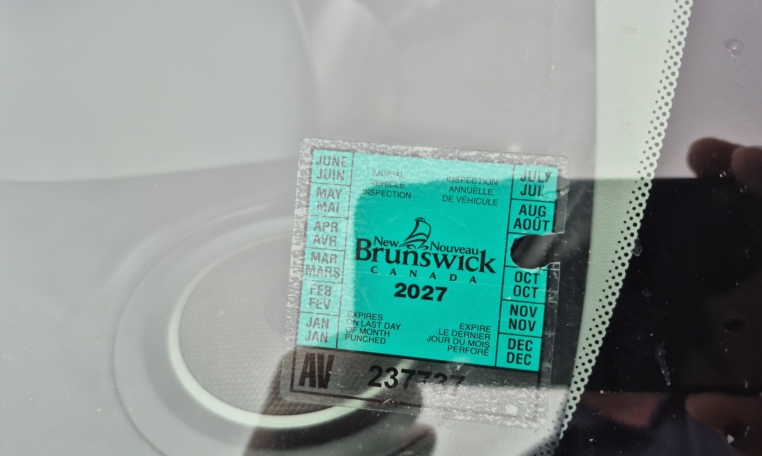 JUNE
JUIN
MAY
MAI
APR
AVR
MAR
MARS
FEB
FEV
JAN
JAN
ANNUAL
VEHICLE
INSPECTION
INSPECTION
ANNUELLE
DE VÉHICULE
New Nouveau
Brunswick
CANADA
2027
EXPIRES
ON LAST DAY
OF MONTH
PUNCHED
EXPIRE
LE DERNIER
JOUR DU MOIS
PERFORÉ
JULY
JUIL
AUG
AOÛT
OCT
OCT
NOV
NOV
DEC
DEC
AV